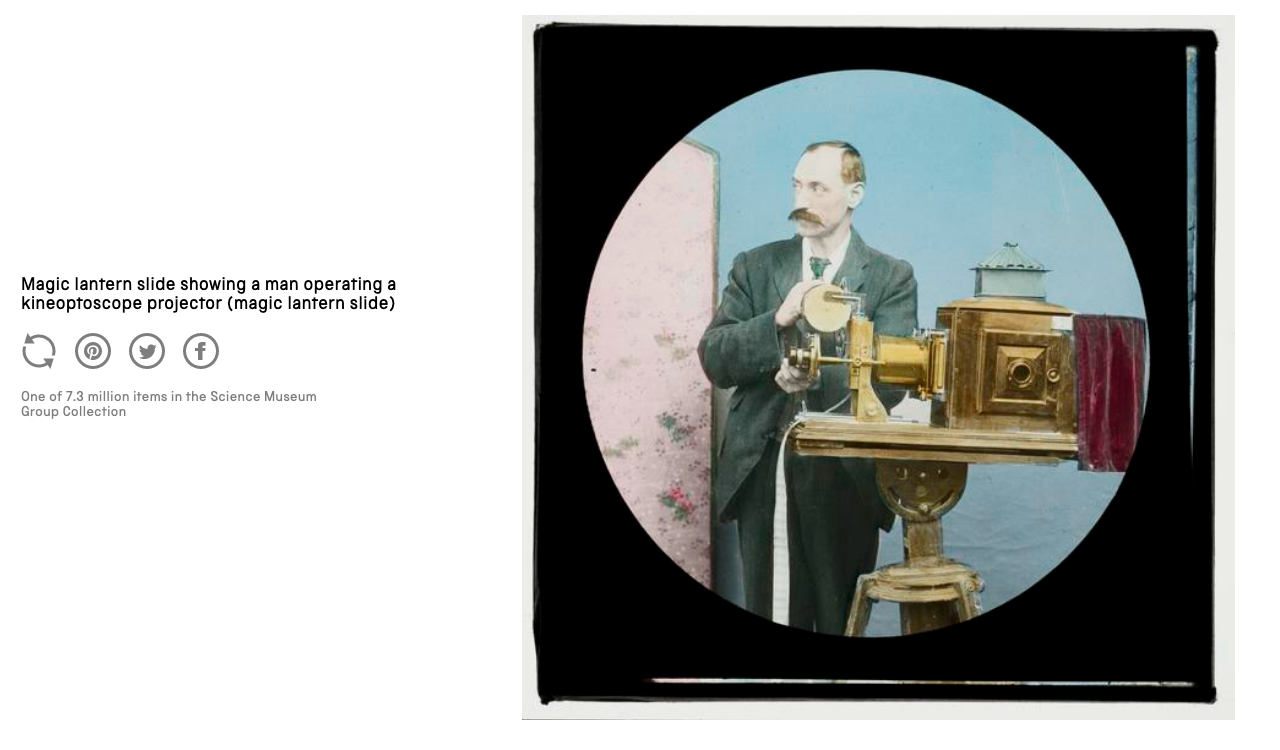 Magic lantern slide showing a man operating a
kineoptoscope projector (magic lantern slide)
One of 7.3 million items in the Science Museum
Group Collection